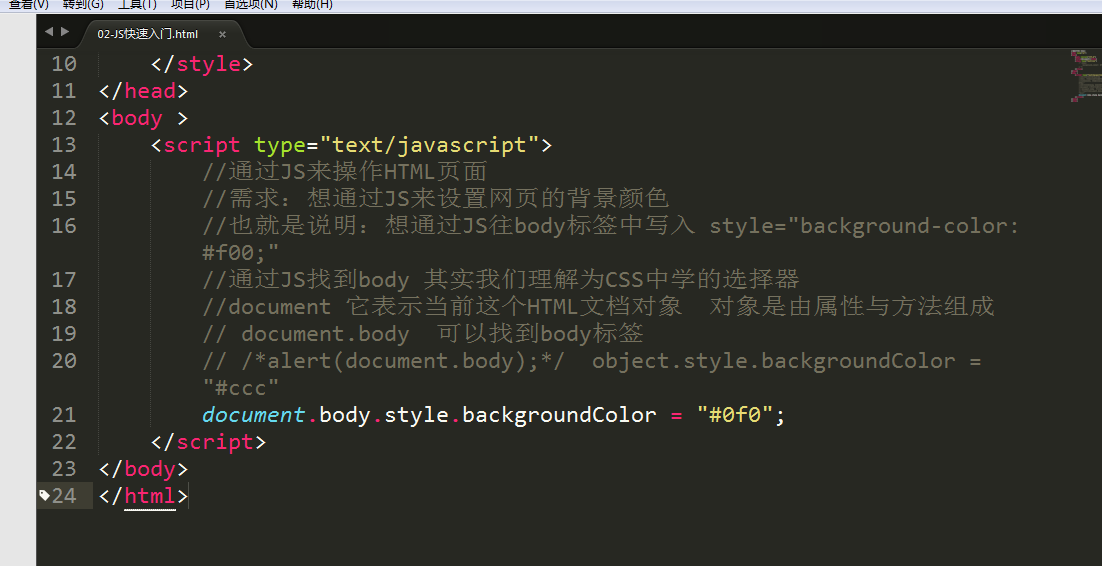 查看(V) 转到(G) 工具(T) 项目(P) 首选项(N) 帮助(H)
02-JS快速入门.html ×
10 </style>
11 </head>
12 <body >
13 <script type="text/javascript">
14 //通过JS来操作HTML页面
15 //需求：想通过JS来设置网页的背景颜色
16 //也就是说明：想通过JS往body标签中写入 style="background-color:
#f00;"
17 //通过JS找到body 其实我们理解为CSS中学的选择器
18 //document 它表示当前这个HTML文档对象 对象是由属性与方法组成
19 // document.body 可以找到body标签
20 // /*alert(document.body);*/ object.style.backgroundColor =
"#ccc"
21 document.body.style.backgroundColor = "#0f0";
22 </script>
23 </body>
24 </html>